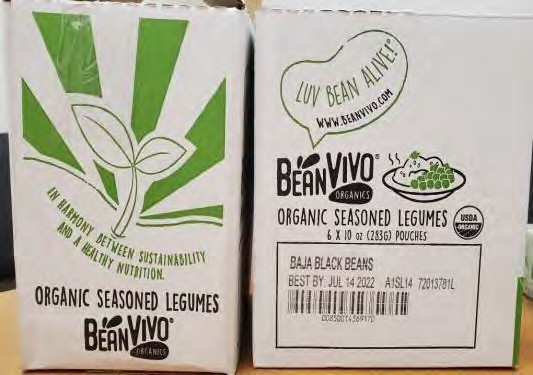 IN HARMONY BETWEEN SUSTAINABILITY
AND A HEALTHY NUTRITION.
ORGANIC SEASONED LEGUMES
BEANVIVO®
ORGANICS
LUV BEAN ALIVE!®
WWW.BEANVIVO.COM
BEANVIVO®
ORGANICS
ORGANIC SEASONED LEGUMES
USDA
ORGANIC
6 X 10 oz (283G) POUCHES
BAJA BLACK BEANS
BEST BY: JUL 14 2022 A1SL14 72013781L